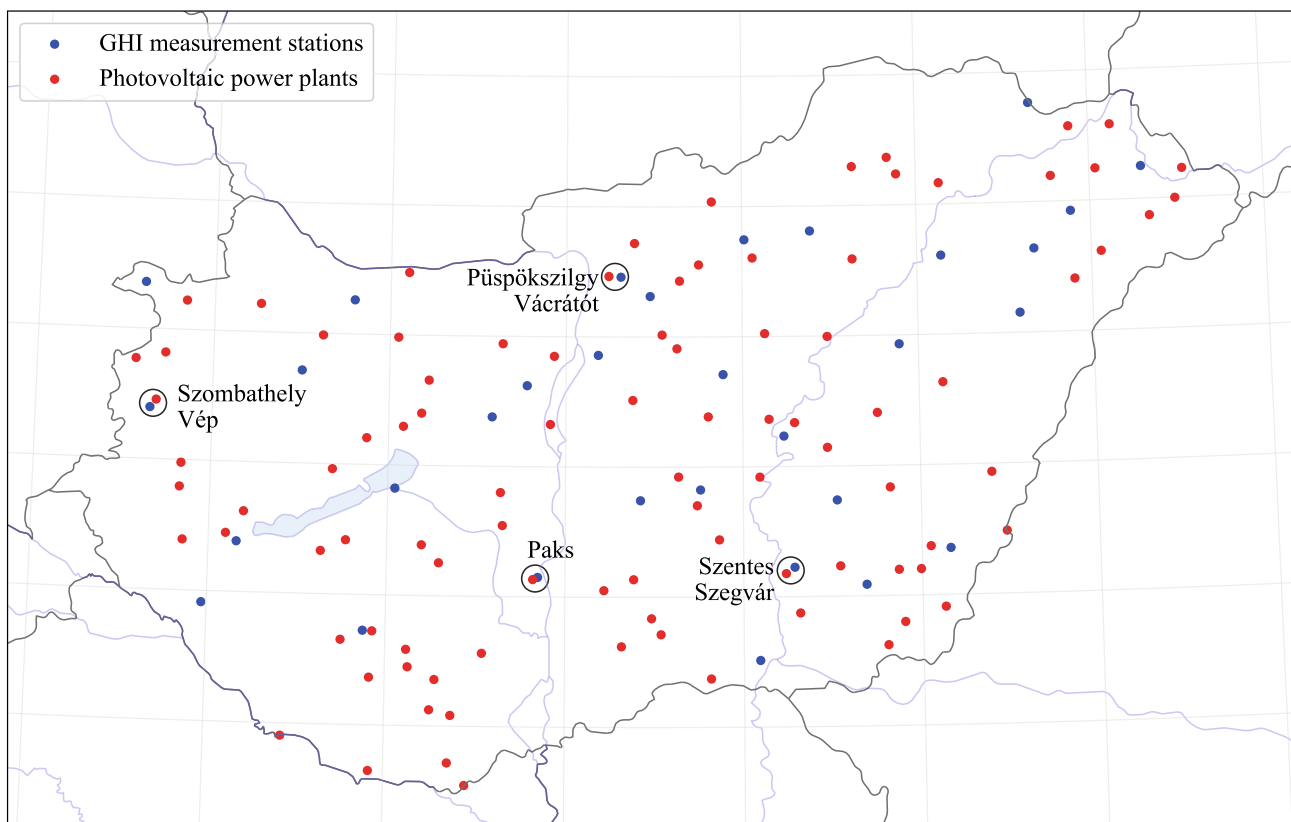 GHI measurement stations
Photovoltaic power plants
Püspökszilgy
Vácrátót
Szombathely
Vép
Paks
Szentes
Szegvár